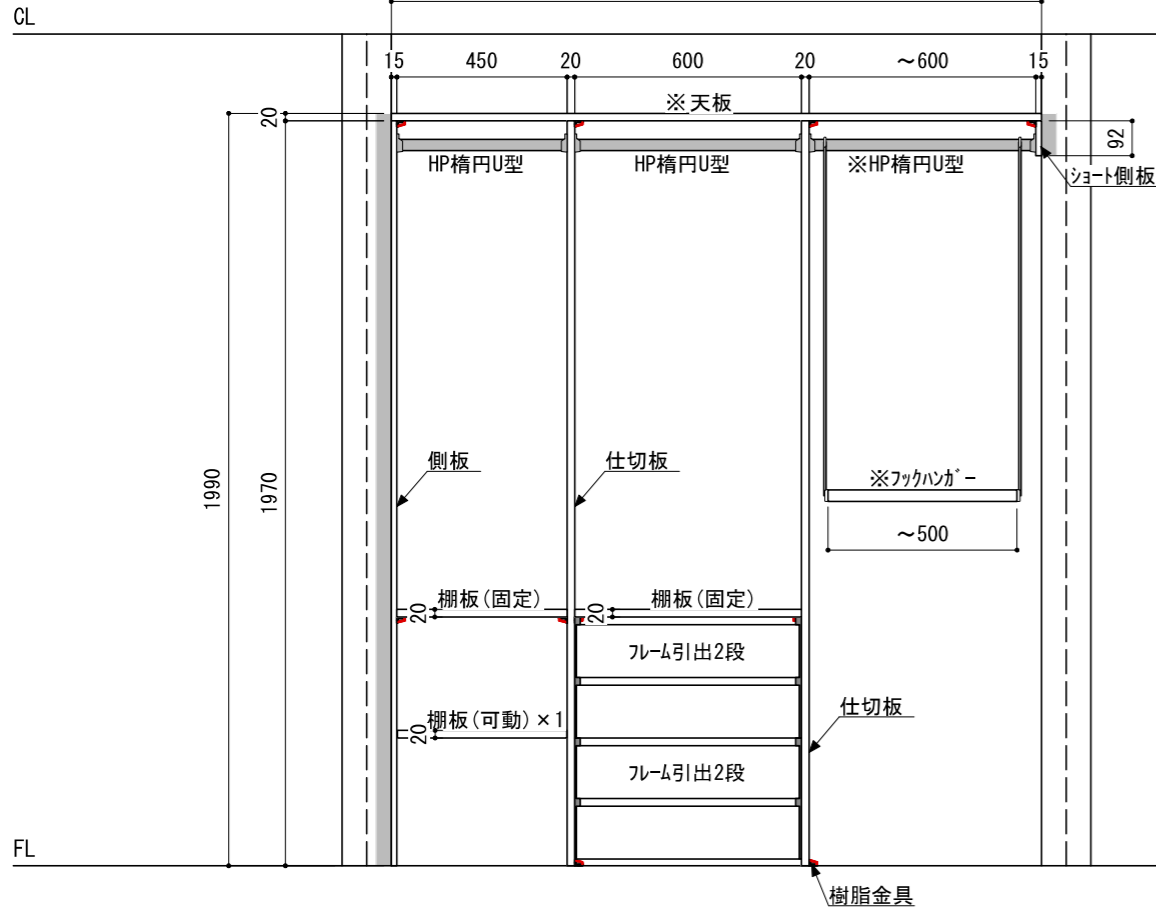 CL
15
450
20
600
20
～600
15
※天板
20
92
HP楕円U型
HP楕円U型
※HP楕円U型
ｼｮｰﾄ側板
1990
1970
側板
仕切板
※ﾌｯｸﾊﾝｶﾞｰ
～500
棚板(固定)
20
棚板(固定)
20
ﾌﾚｰﾑ引出2段
棚板(可動)×1
20
仕切板
ﾌﾚｰﾑ引出2段
FL
樹脂金具